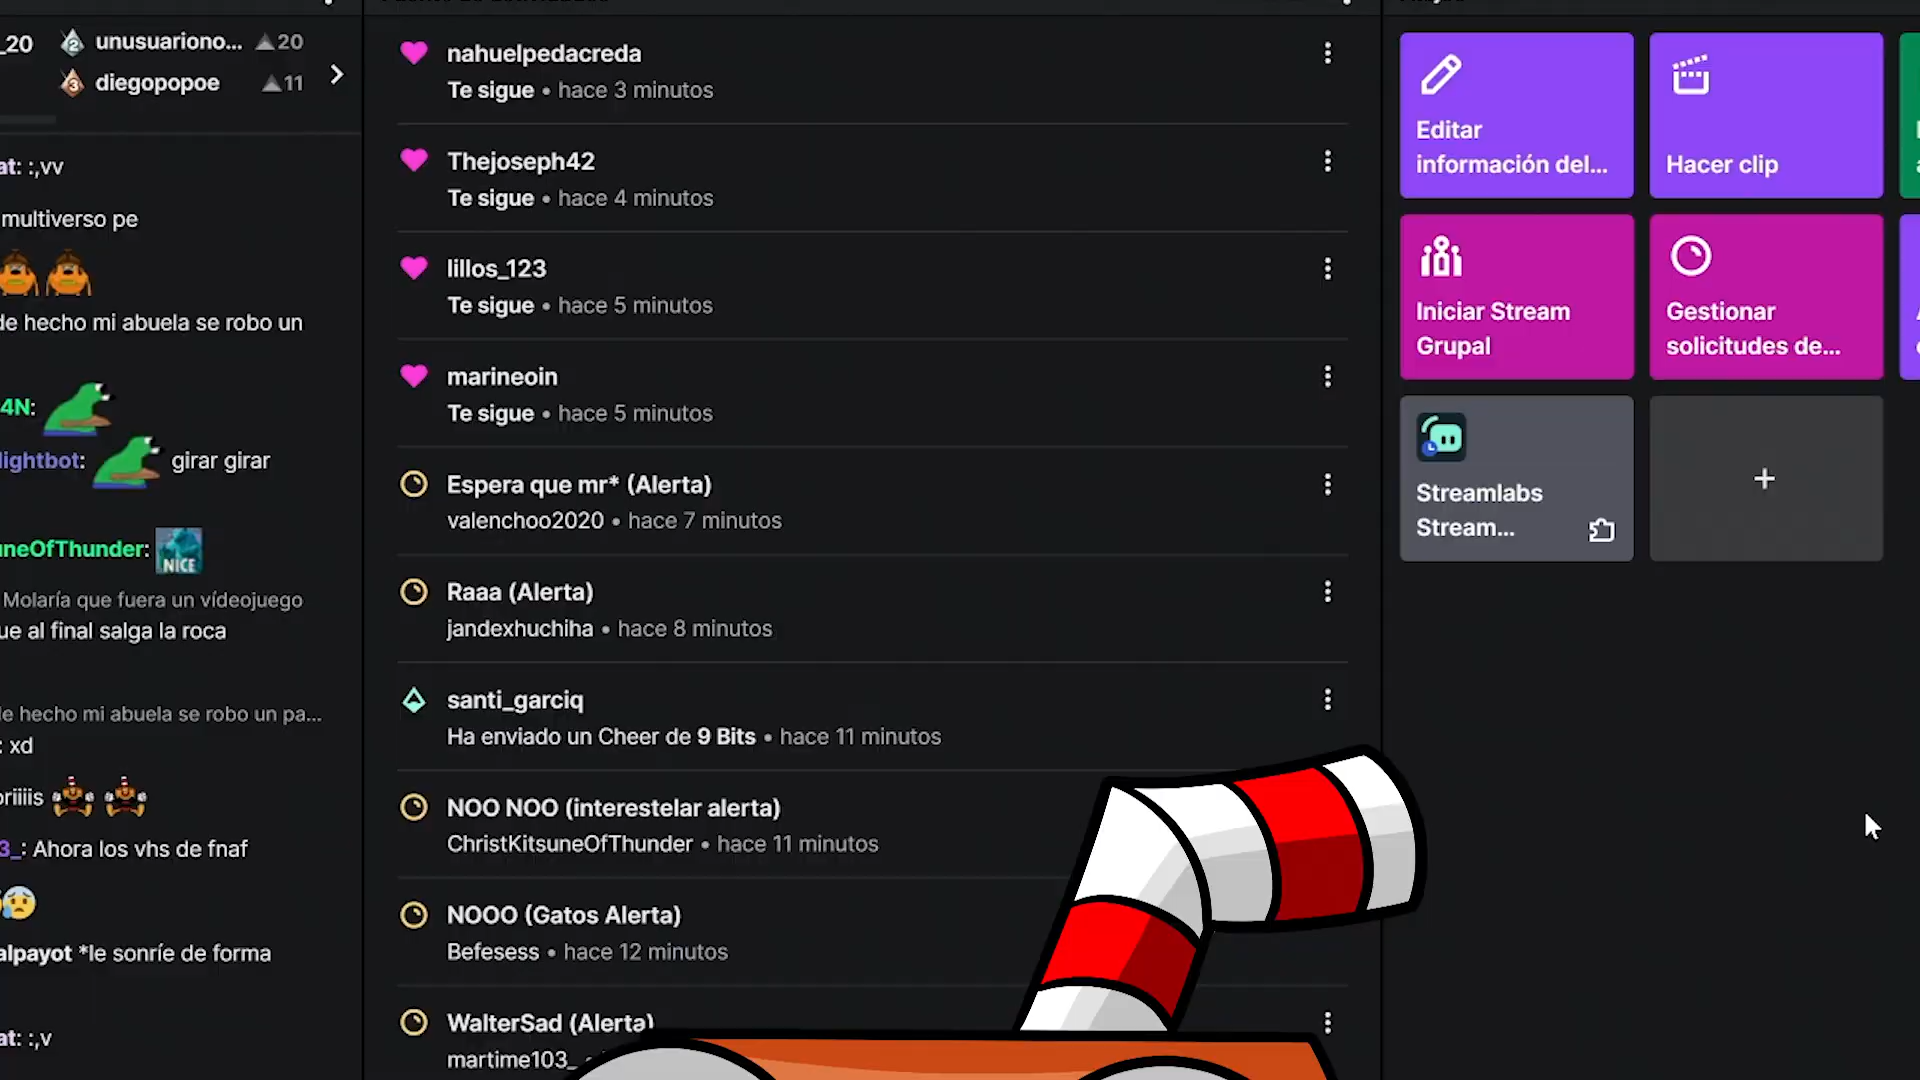 _20
unusuariono... 20
diegopopoe 11
at: :,vv
multiverso pe
de hecho mi abuela se robo un
4N:
lightbot: girar girar
uneOfThunder:
NICE
Molaría que fuera un vídeojuego
ue al final salga la roca
de hecho mi abuela se robo un pa...
: xd
oriiiis
3_: Ahora los vhs de fnaf
alpayot *le sonríe de forma
at: :,v
nahuelpedacreda
Te sigue • hace 3 minutos
Thejoseph42
Te sigue • hace 4 minutos
lillos_123
Te sigue • hace 5 minutos
marineoin
Te sigue • hace 5 minutos
Espera que mr* (Alerta)
valenchoo2020 • hace 7 minutos
Raaa (Alerta)
jandexhuchiha • hace 8 minutos
santi_garciq
Ha enviado un Cheer de 9 Bits • hace 11 minutos
NOO NOO (interestelar alerta)
ChristKitsuneOfThunder • hace 11 minutos
NOOO (Gatos Alerta)
Befesess • hace 12 minutos
WalterSad (Alerta)
martime103_
Editar
información del...
Hacer clip
Iniciar Stream
Grupal
Gestionar
solicitudes de...
Streamlabs
Stream...
+